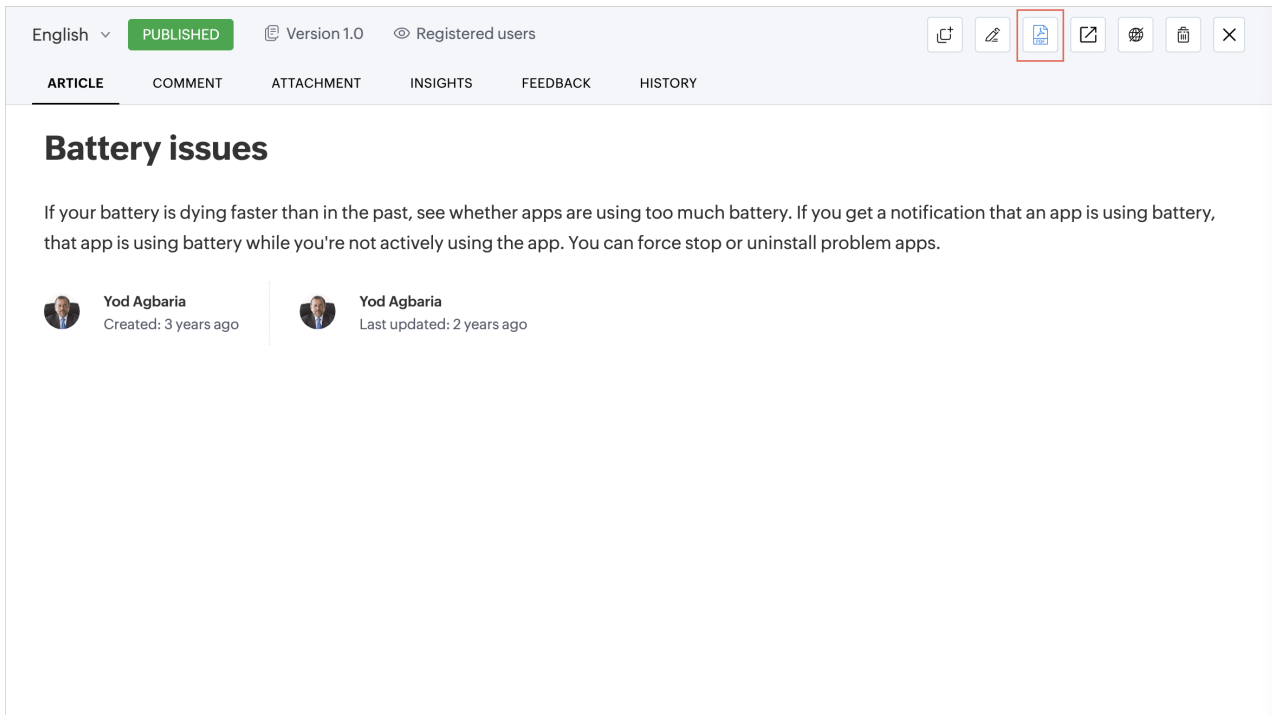 English
PUBLISHED
Version 1.0
Registered users
PDF
ARTICLE
COMMENT
ATTACHMENT
INSIGHTS
FEEDBACK
HISTORY
Battery issues
If your battery is dying faster than in the past, see whether apps are using too much battery. If you get a notification that an app is using battery,
that app is using battery while you're not actively using the app. You can force stop or uninstall problem apps.
Yod Agbaria
Created: 3 years ago
Yod Agbaria
Last updated: 2 years ago